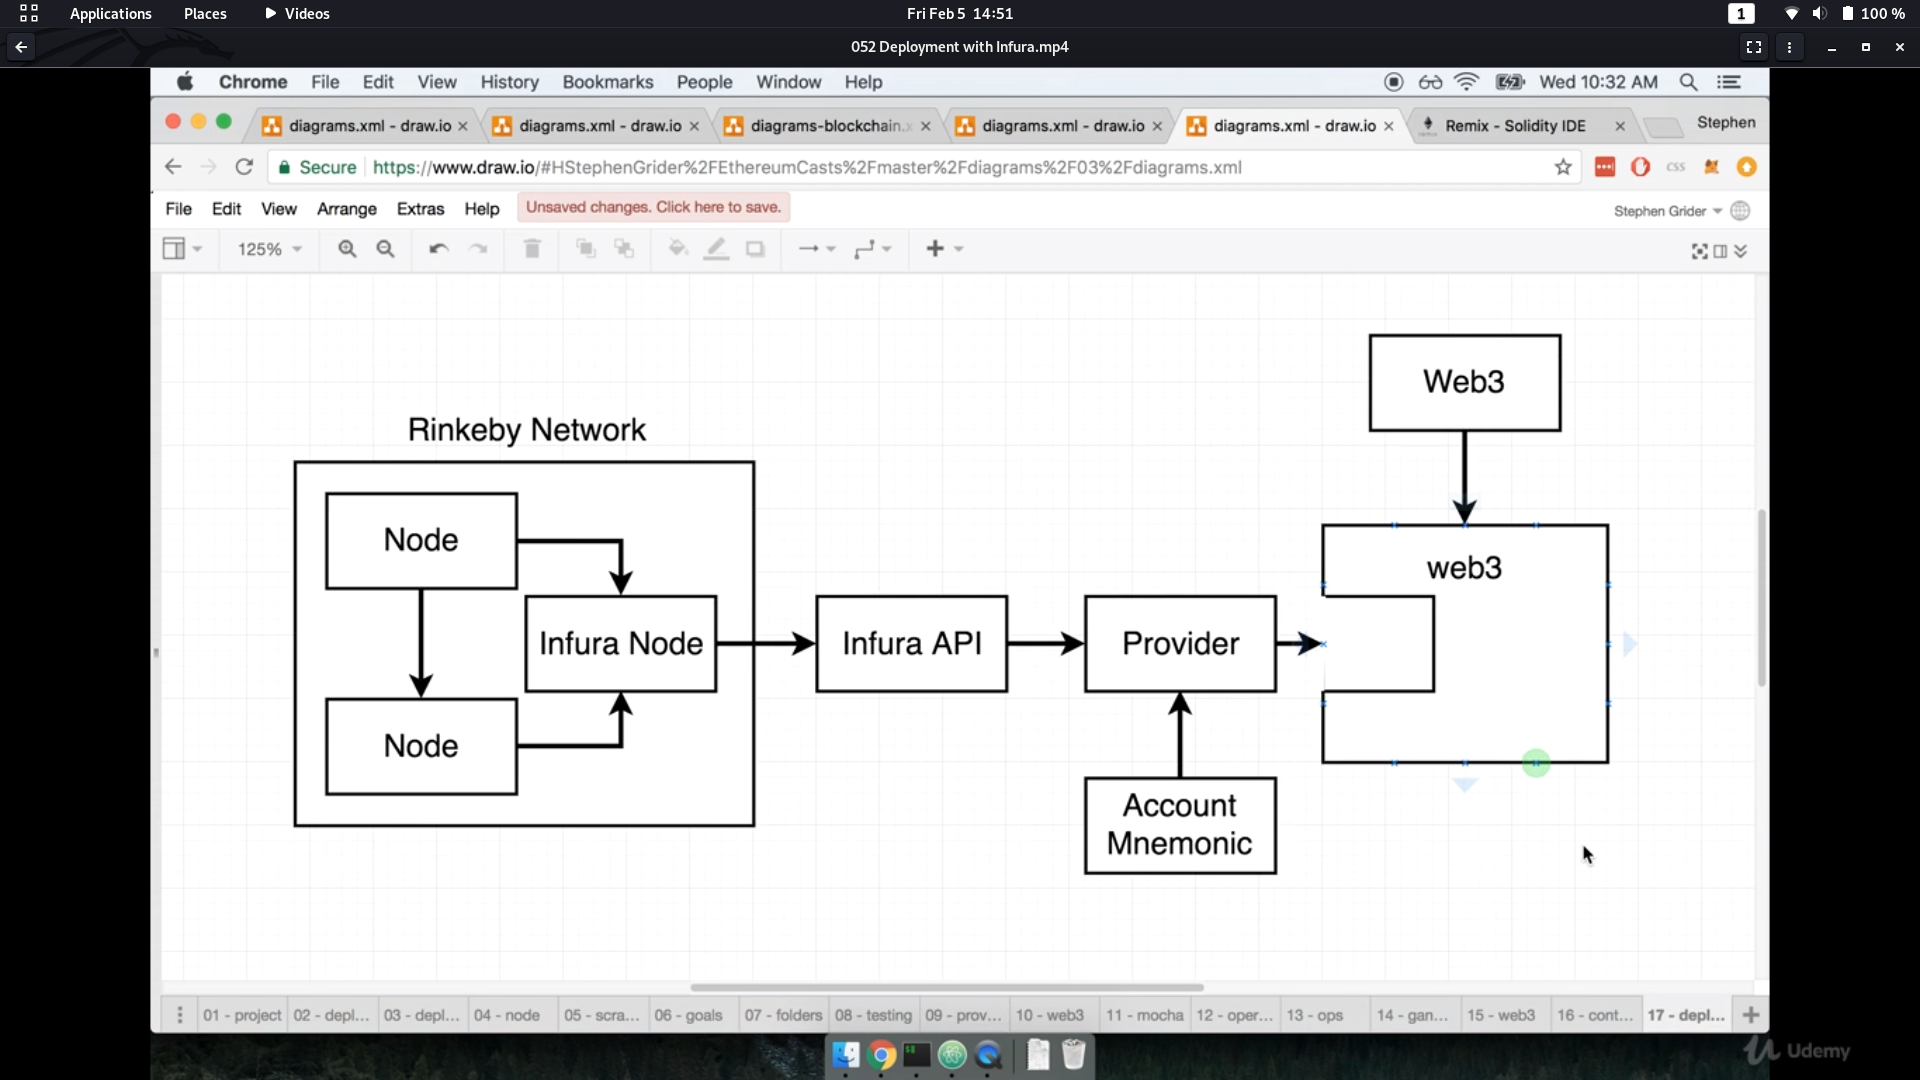 Applications Places Videos Fri Feb 5 14:51 1 100 %
052 Deployment with Infura.mp4
Chrome File Edit View History Bookmarks People Window Help Wed 10:32 AM
diagrams.xml - draw.io diagrams.xml - draw.io diagrams-blockchain.x diagrams.xml - draw.io diagrams.xml - draw.io Remix - Solidity IDE Stephen
Secure https://www.draw.io/#HStephenGrider%2FEthereumCasts%2Fmaster%2Fdiagrams%2F03%2Fdiagrams.xml CSS
File Edit View Arrange Extras Help Unsaved changes. Click here to save. Stephen Grider
125%
Web3
Rinkeby Network
Node
web3
Infura Node Infura API Provider
Node
Account
Mnemonic
01 - project 02 - depl... 03 - depl... 04 - node 05 - scra... 06 - goals 07 - folders 08 - testing 09 - prov... 10 - web3 11 - mocha 12 - oper... 13 - ops 14 - gan... 15 - web3 16 - cont... 17 - depl...
Udemy